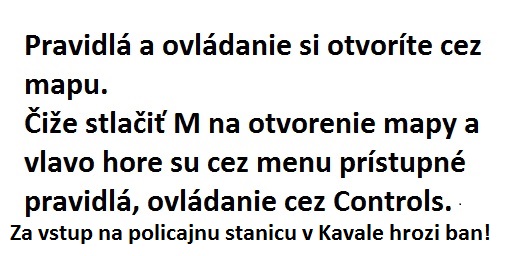 Pravidlá a ovládanie si otvoríte cez
mapu.
Čiže stlačiť M na otvorenie mapy a
vlavo hore su cez menu prístupné
pravidlá, ovládanie cez Controls.
Za vstup na policajnu stanicu v Kavale hrozi ban!